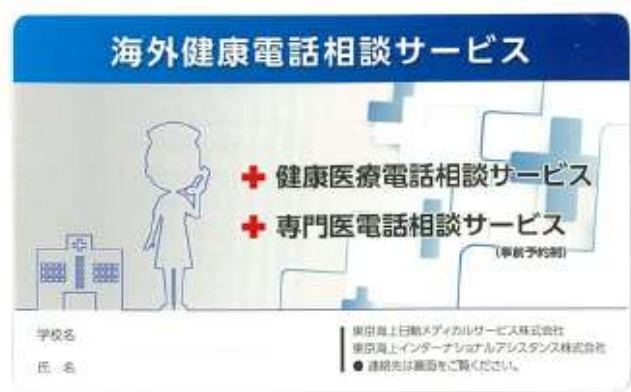 海外健康電話相談サービス
健康医療電話相談サービス
専門医電話相談サービス
(事前予約制)
学校名
東京海上日動メディカルサービス株式会社
東京海上インターナショナルアシスタンス株式会社
氏 名
● 連絡先は裏面をご覧ください。